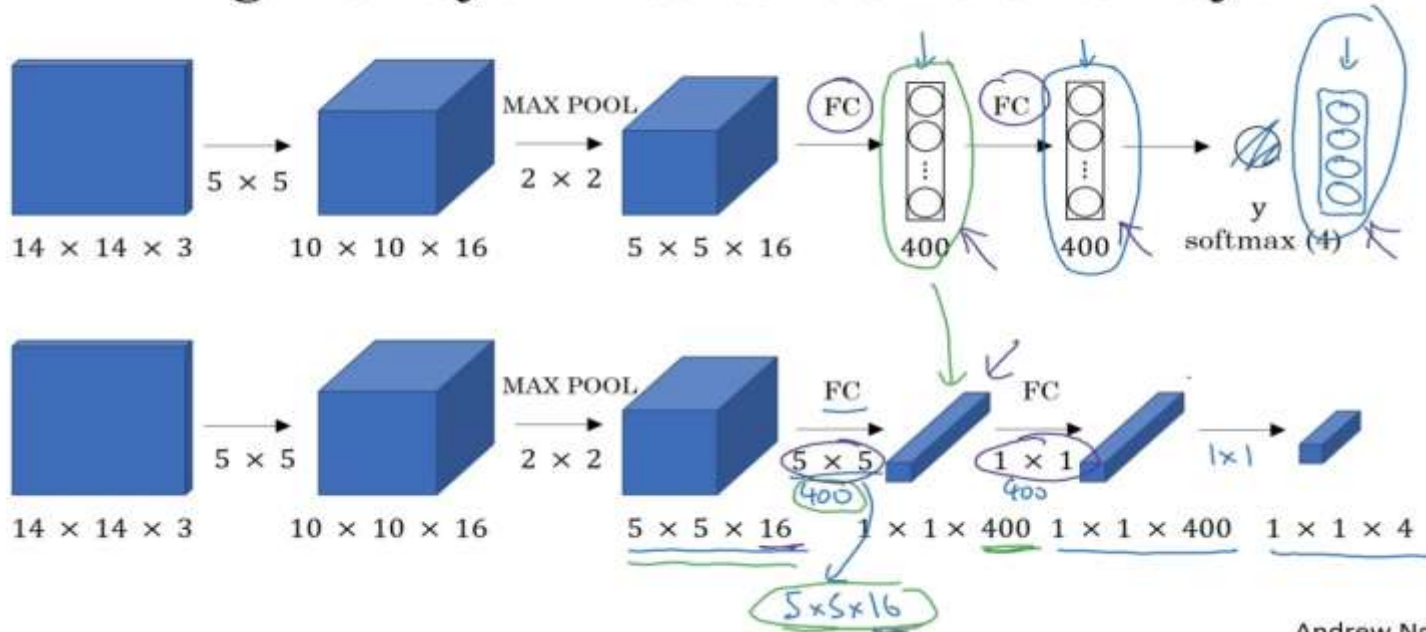 MAX POOL
FC
FC
5 × 5
2 × 2
y
14 × 14 × 3
10 × 10 × 16
5 × 5 × 16
400
400
softmax (4)
MAX POOL
FC
FC
5 × 5
2 × 2
5 × 5
1 × 1
1×1
400
400
14 × 14 × 3
10 × 10 × 16
5 × 5 × 16
1 × 1 × 400
1 × 1 × 400
1 × 1 × 4
5×5×16